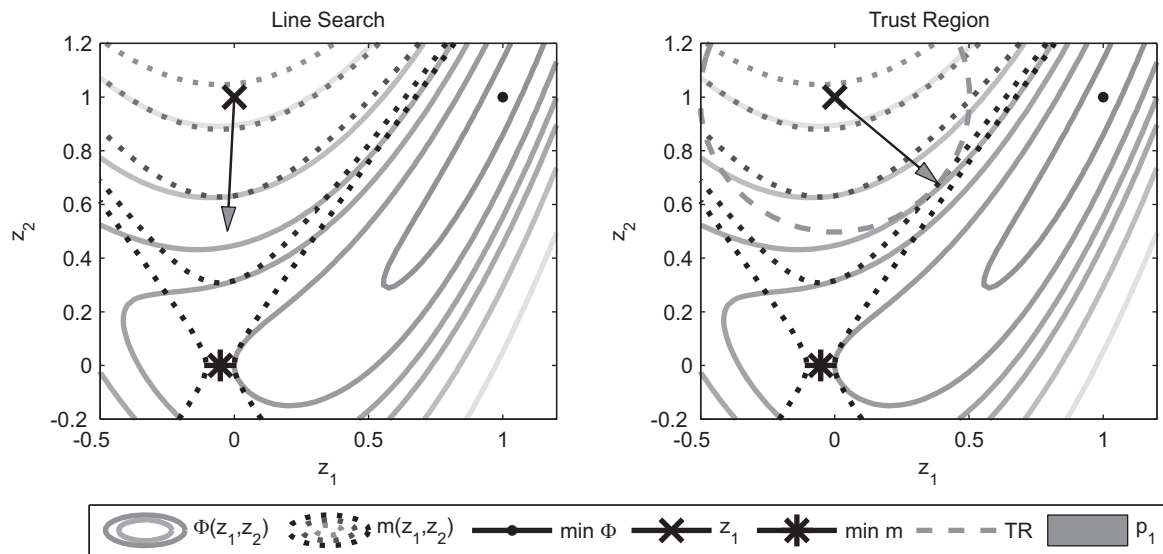 Line Search
1.2
1
0.8
0.6
0.4
0.2
0
-0.2
z2
-0.5
0
0.5
1
z1
Trust Region
1.2
1
0.8
0.6
0.4
0.2
0
-0.2
z2
-0.5
0
0.5
1
z1
Φ(z1,z2)
m(z1,z2)
min Φ
z1
min m
TR
p1